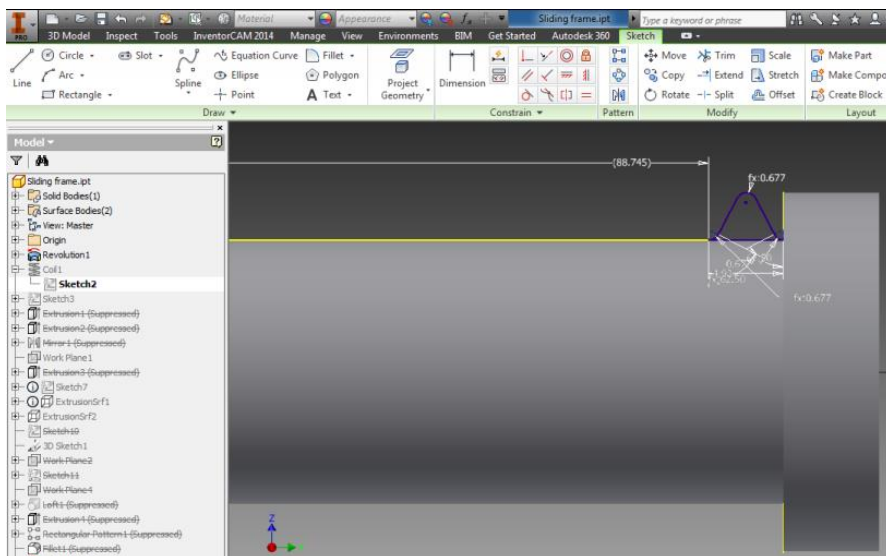 Material
Appearance
Sliding frame.ipt
Type a keyword or phrase
PRO
3D Model Inspect Tools InventorCAM 2014 Manage View Environments BIM Get Started Autodesk 360 Sketch
Line
Circle
Arc
Rectangle
Slot
Spline
Equation Curve
Ellipse
Point
Fillet
Polygon
A Text
Project Geometry
Dimension
Move
Copy
Rotate
Trim
Extend
Split
Scale
Stretch
Offset
Make Part
Make Compo
Create Block
Draw Constrain Pattern Modify Layout
Model
Sliding frame.ipt
Solid Bodies(1)
Surface Bodies(2)
View: Master
Origin
Revolution1
Coil1
Sketch2
Sketch3
Extrusion1 (Suppressed)
Extrusion2 (Suppressed)
Mirror1 (Suppressed)
Work Plane1
Extrusion3 (Suppressed)
Sketch7
ExtrusionSrf1
ExtrusionSrf2
Sketch10
3D Sketch1
Work Plane2
Sketch11
Work Plane4
Loft1 (Suppressed)
Extrusion4 (Suppressed)
Rectangular Pattern1 (Suppressed)
Fillet1 (Suppressed)
(88.745)
fx:0.677
fx:0.677
Z